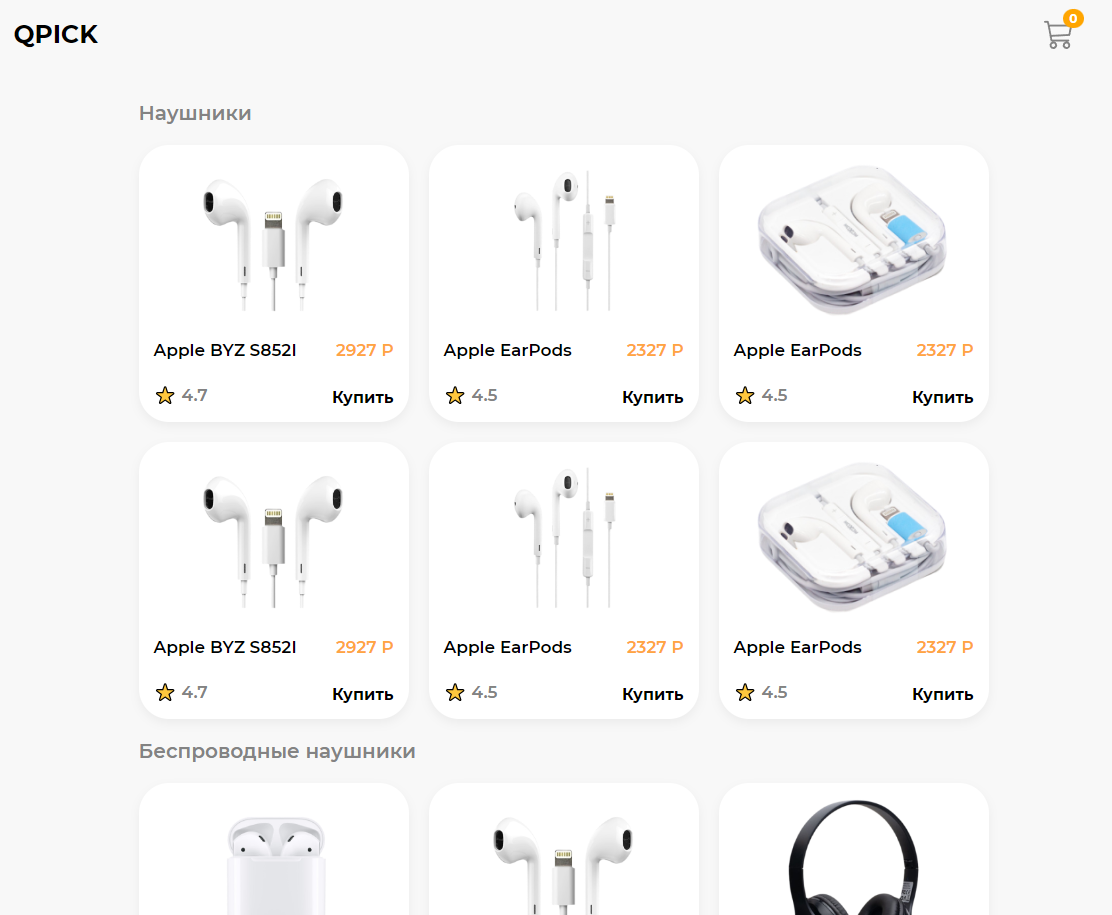 QPICK
0
Наушники
Apple BYZ S852I 2927 Р
4.7 Купить
Apple EarPods 2327 Р
4.5 Купить
Apple EarPods 2327 Р
4.5 Купить
Apple BYZ S852I 2927 Р
4.7 Купить
Apple EarPods 2327 Р
4.5 Купить
Apple EarPods 2327 Р
4.5 Купить
Беспроводные наушники